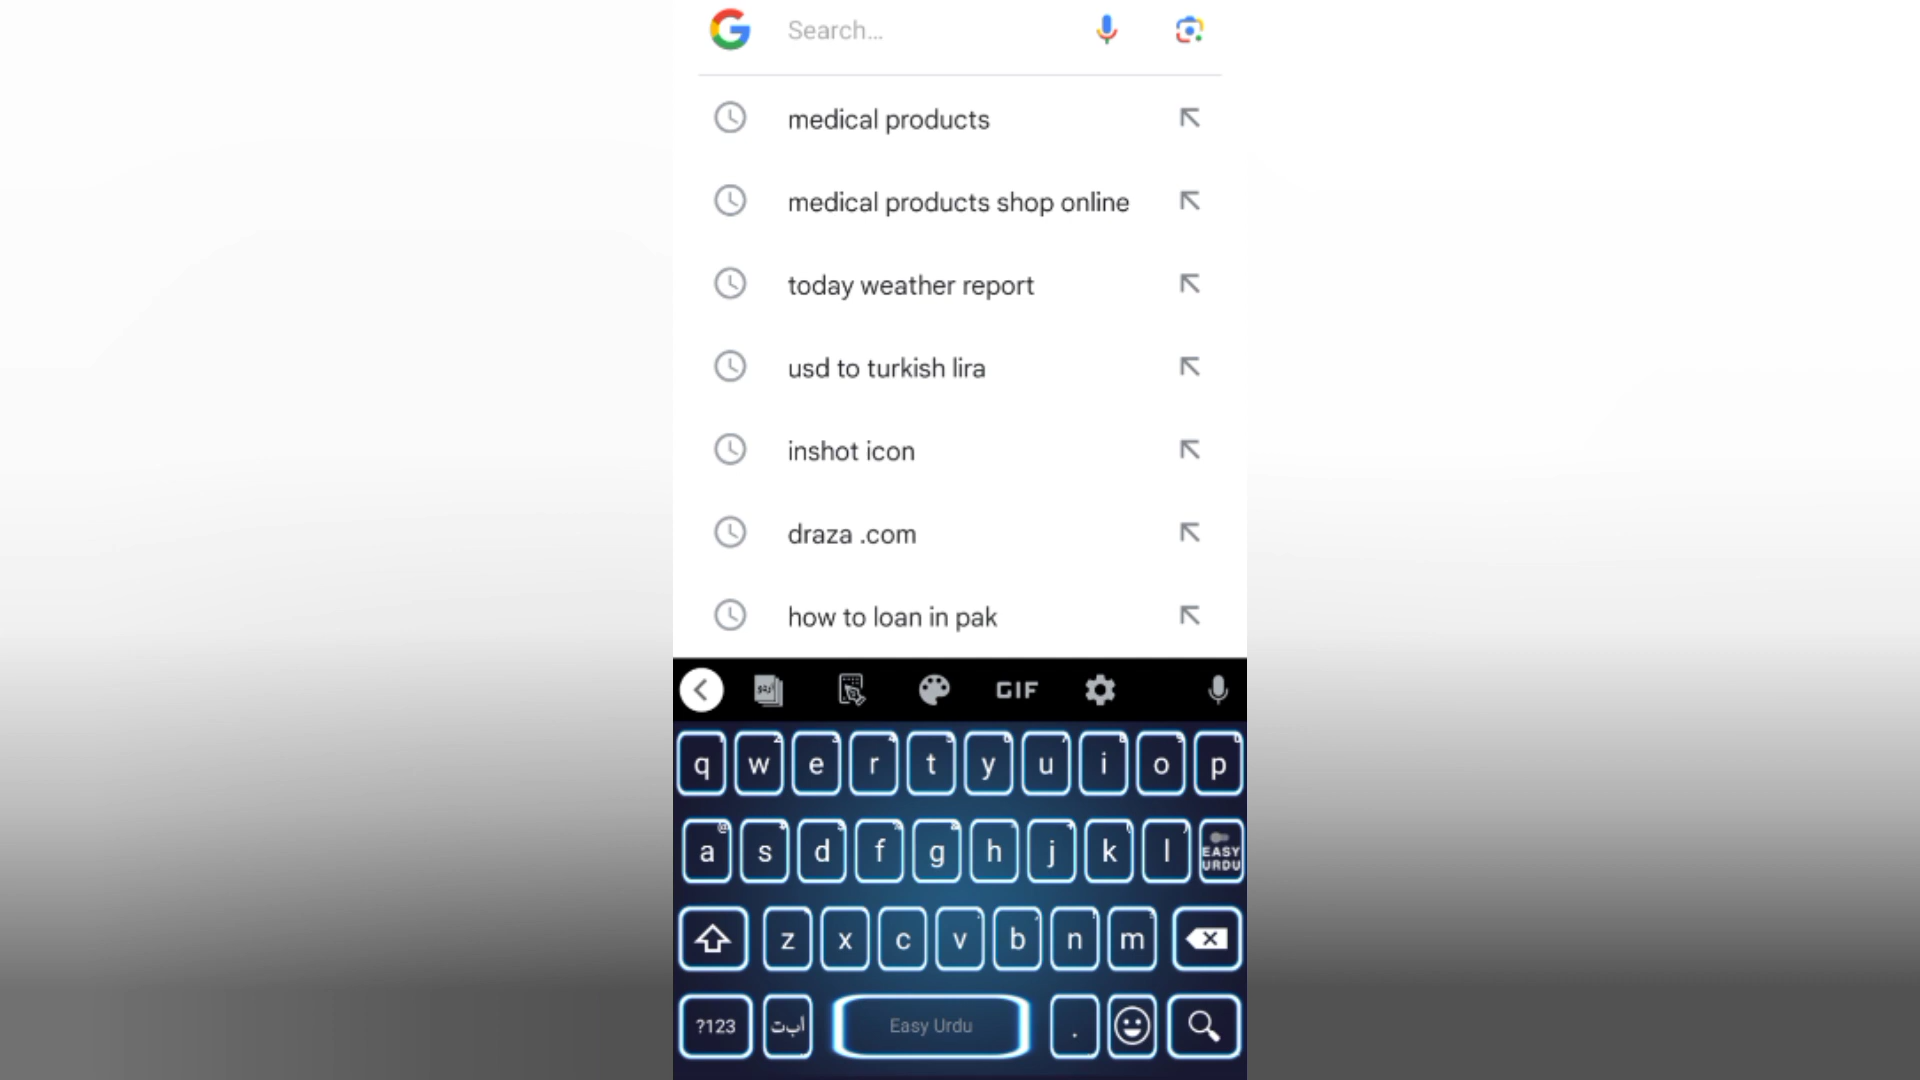 Search...
medical products
medical products shop online
today weather report
usd to turkish lira
inshot icon
draza .com
how to loan in pak
GIF
q w e r t y u i o p
a s d f g h j k l EASY URDU
z x c v b n m
?123 أب‌ت Easy Urdu .